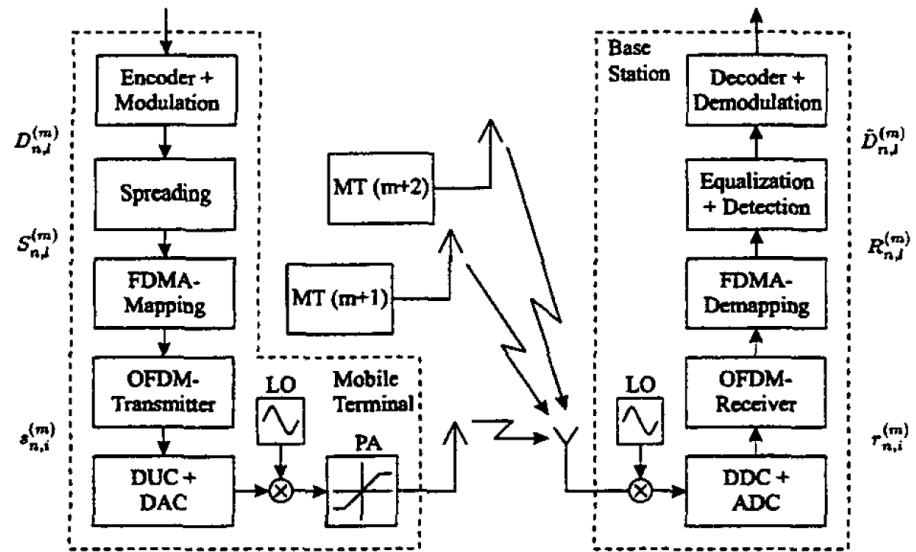 Encoder +
Modulation
D_{n,l}^{(m)}
Spreading
S_{n,l}^{(m)}
FDMA-
Mapping
OFDM-
Transmitter
s_{n,i}^{(m)}
DUC +
DAC
LO
Mobile
Terminal
PA
MT (m+2)
MT (m+1)
Base
Station
Decoder +
Demodulation
D̂_{n,l}^{(m)}
Equalization
+ Detection
R_{n,l}^{(m)}
FDMA-
Demapping
OFDM-
Receiver
r_{n,i}^{(m)}
LO
DDC +
ADC